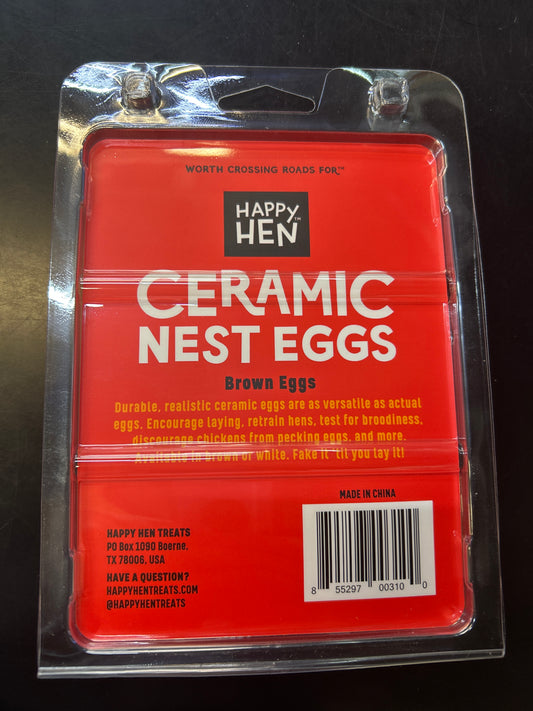 WORTH CROSSING ROADS FOR™
HAPPY™
HEN
CERAMIC
NEST EGGS
Brown Eggs
Durable, realistic ceramic eggs are as versatile as actual
eggs. Encourage laying, retrain hens, test for broodiness,
discourage chickens from pecking eggs, and more.
Available in brown or white. Fake it 'til you lay it!
MADE IN CHINA
HAPPY HEN TREATS
PO Box 1090 Boerne,
TX 78006, USA
HAVE A QUESTION?
HAPPYHENTREATS.COM
@HAPPYHENTREATS
8 55297 00310 0